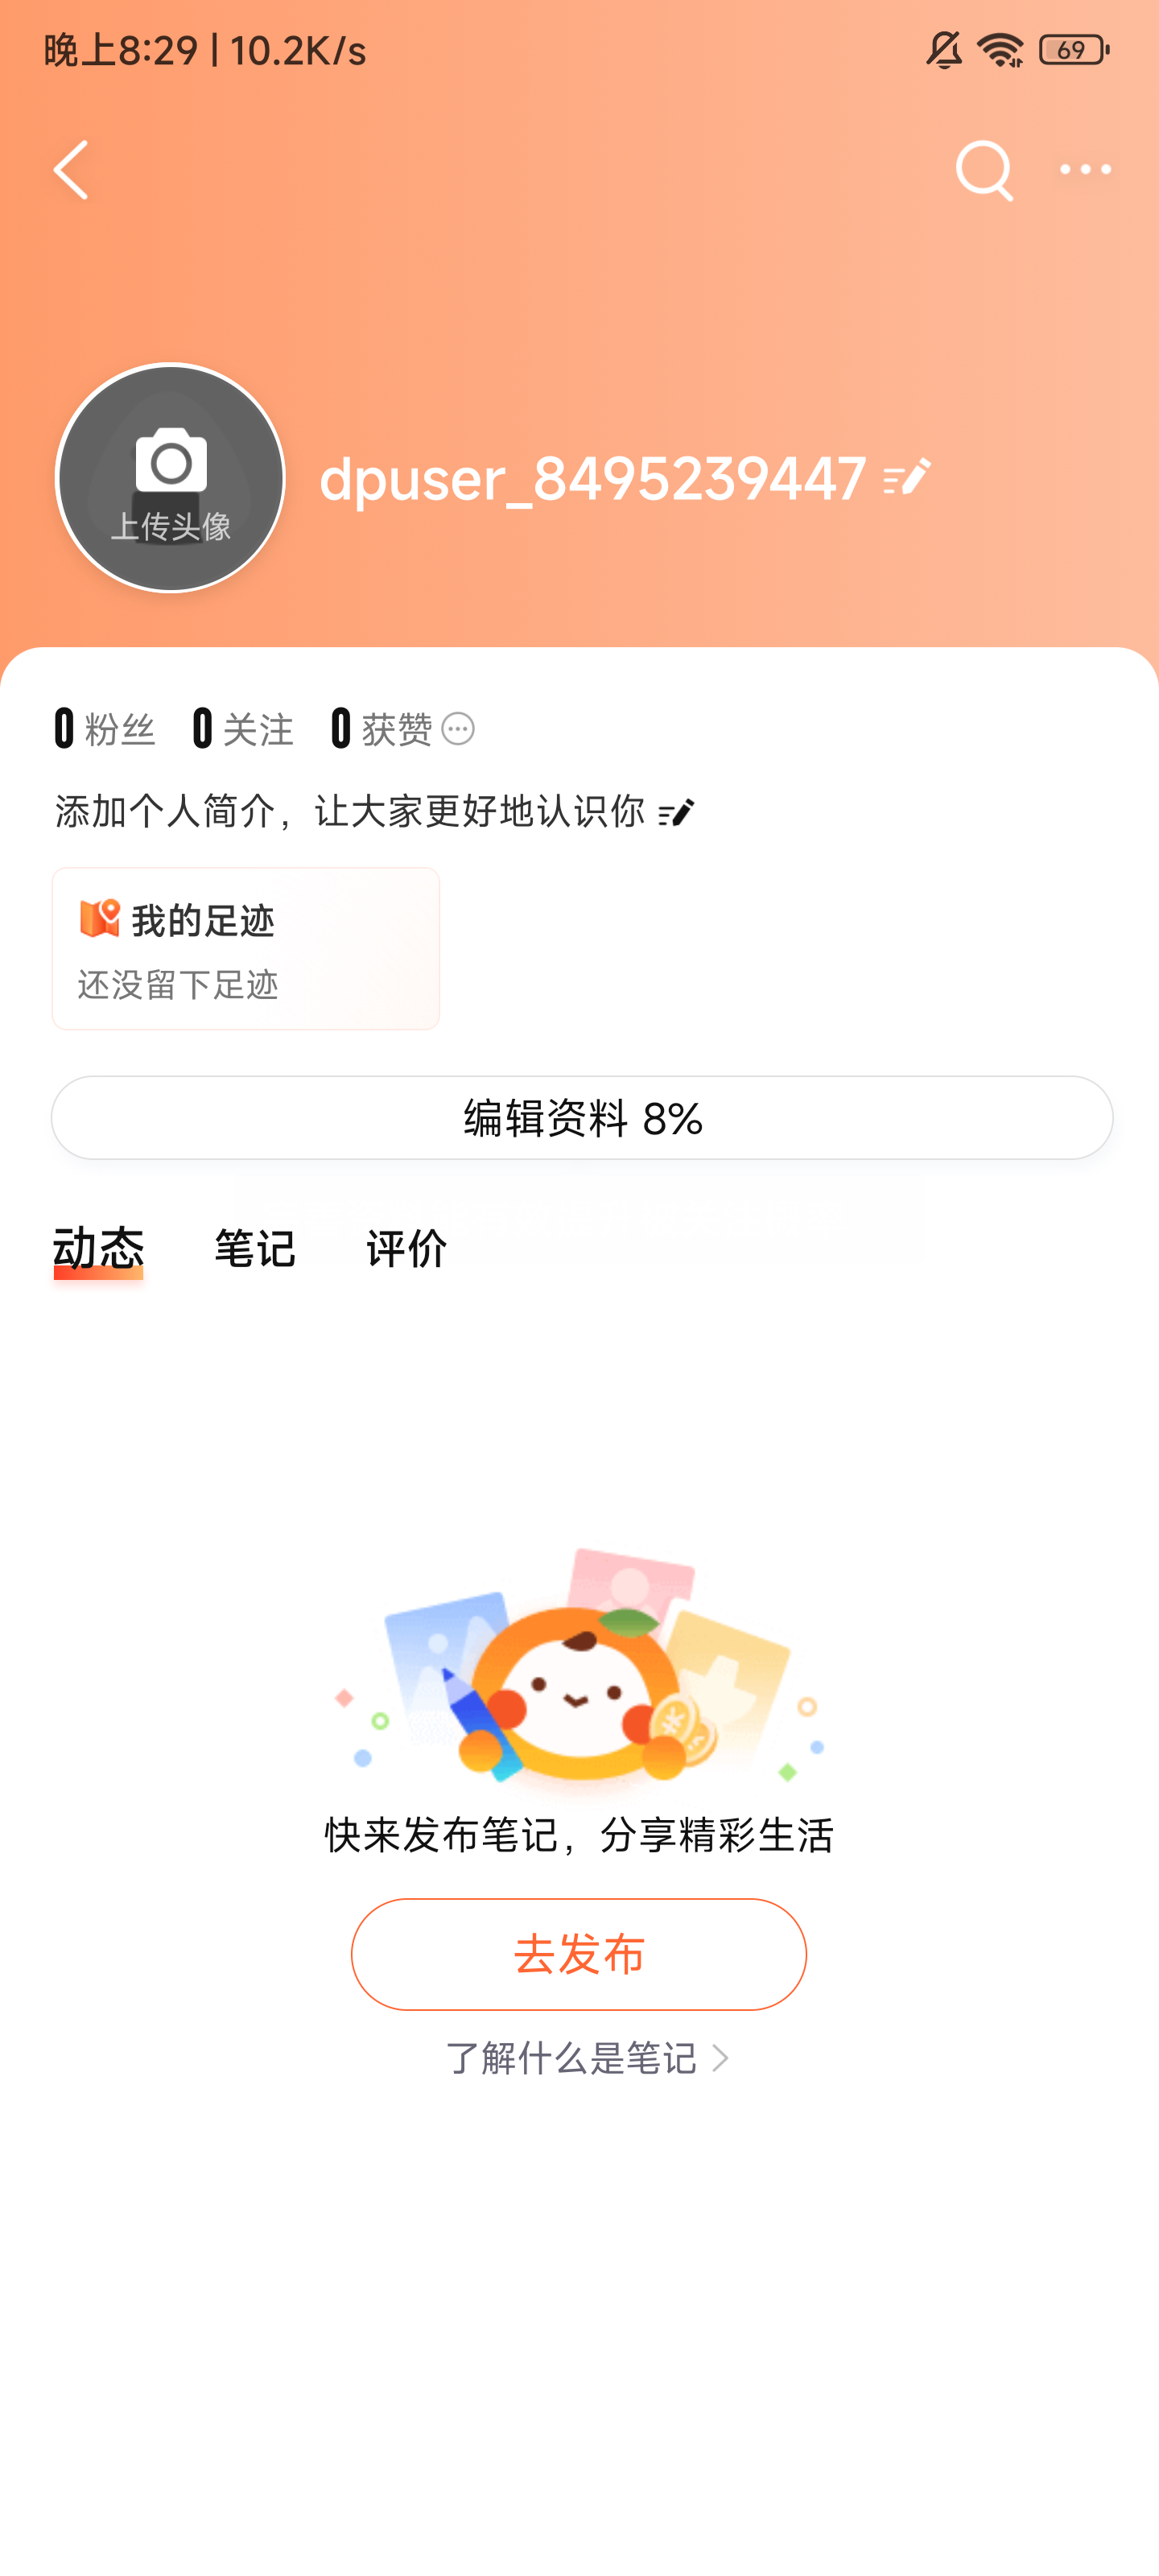 晚上8:29 | 10.2K/s
69
上传头像
dpuser_8495239447
0 粉丝 0 关注 0 获赞
添加个人简介，让大家更好地认识你
我的足迹
还没留下足迹
编辑资料 8%
动态 笔记 评价
快来发布笔记，分享精彩生活
去发布
了解什么是笔记